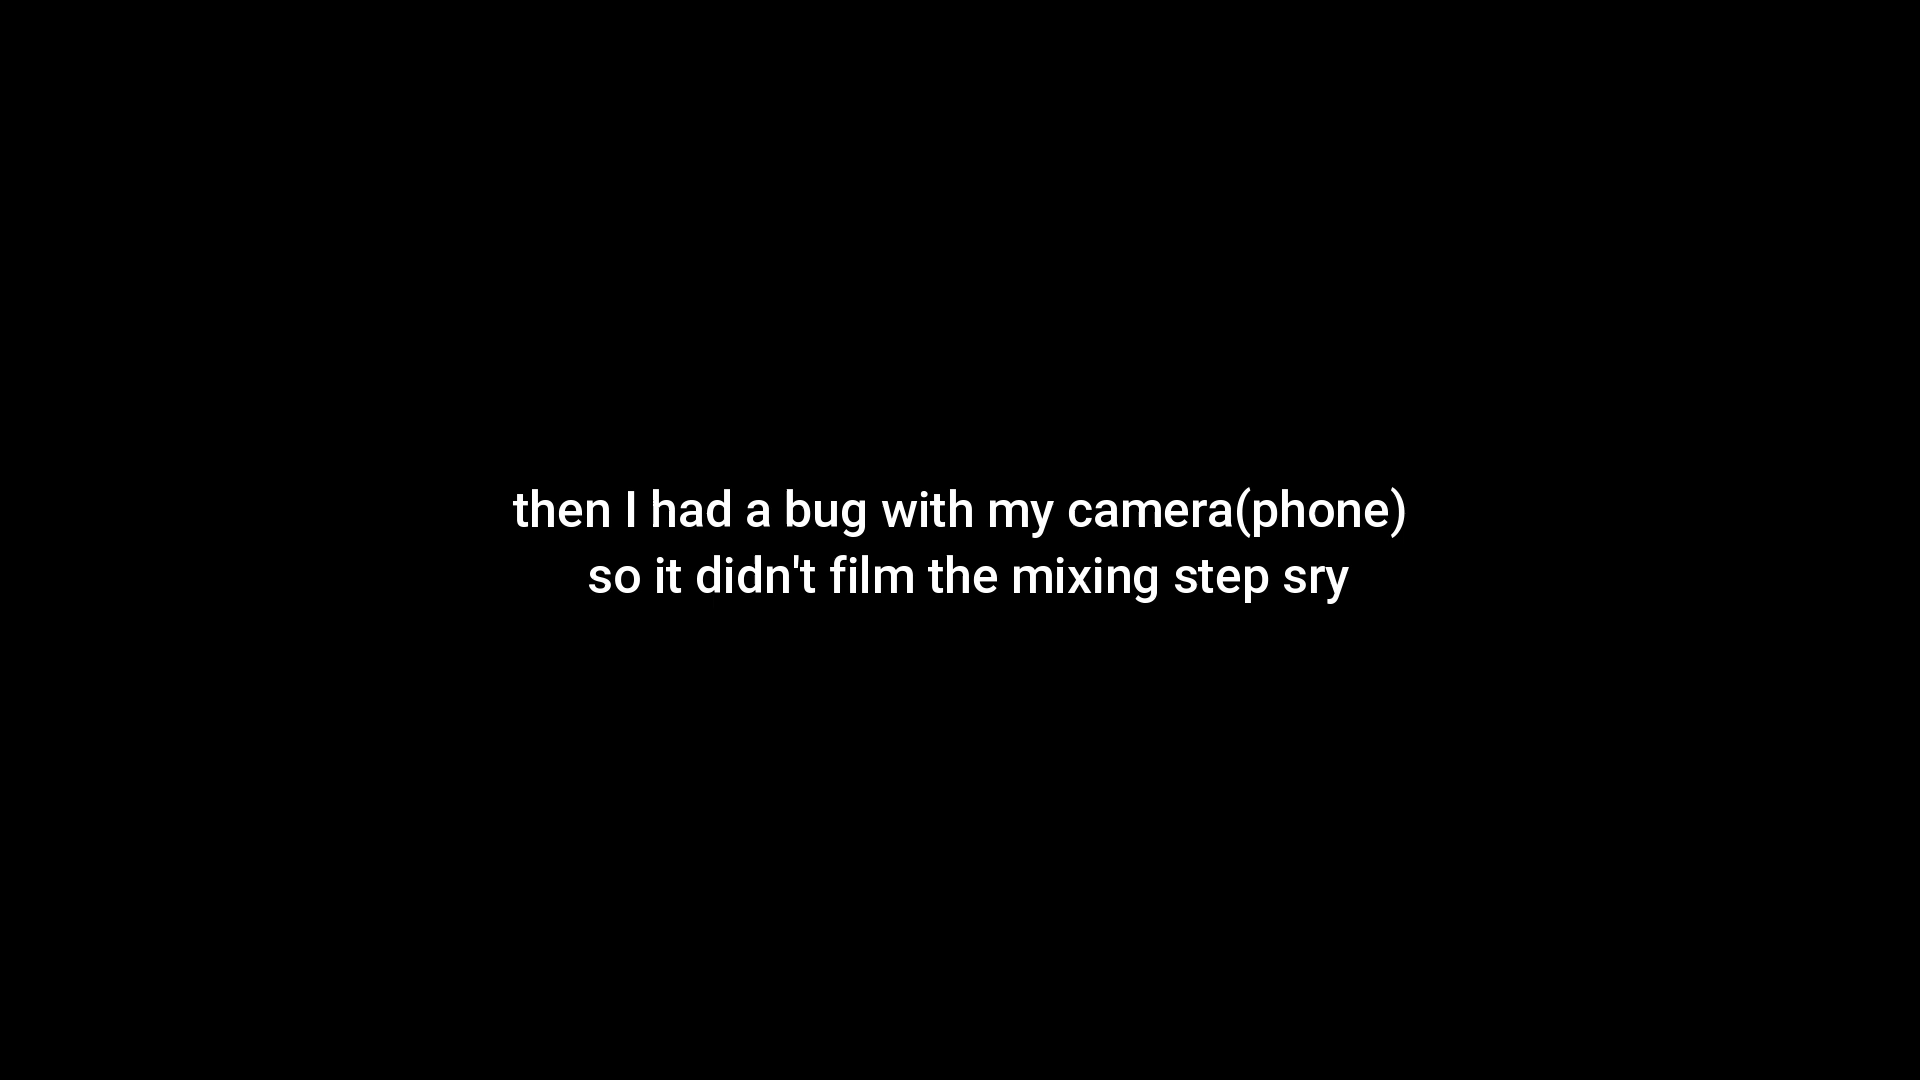 then I had a bug with my camera(phone)
so it didn't film the mixing step sry